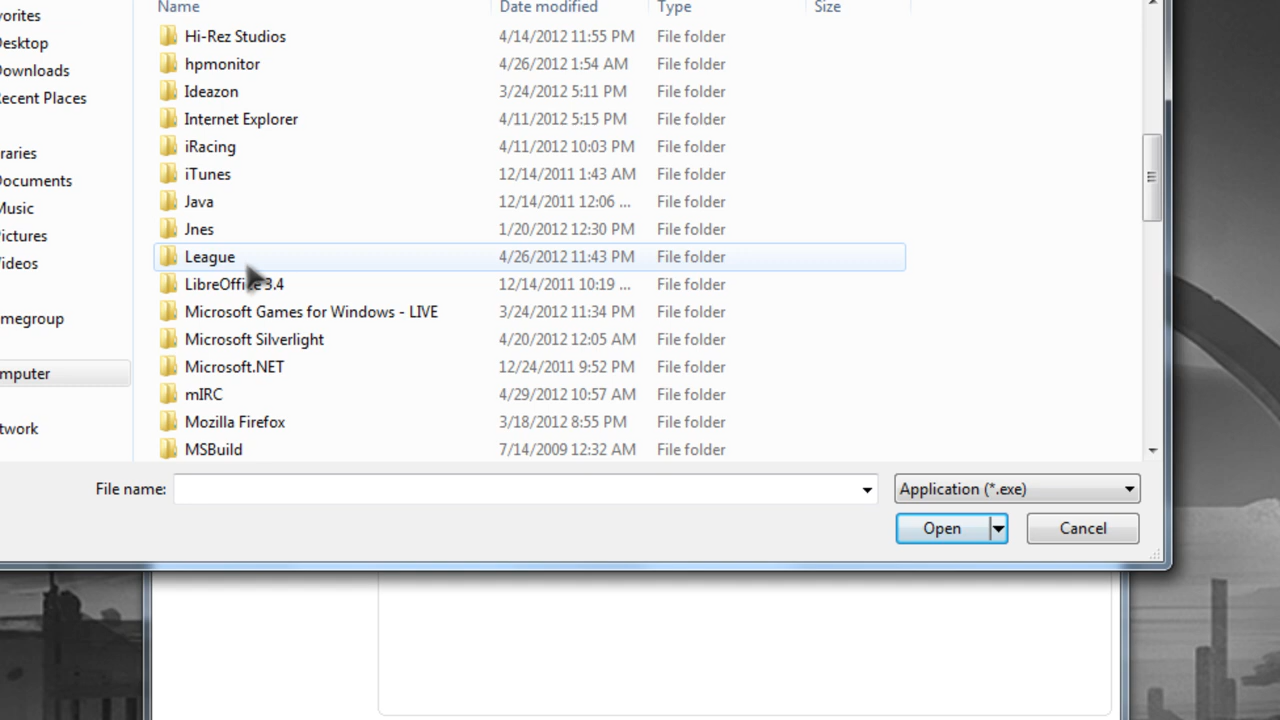 Name Date modified Type Size
vorites
Hi-Rez Studios 4/14/2012 11:55 PM File folder
Desktop
hpmonitor 4/26/2012 1:54 AM File folder
Downloads
Ideazon 3/24/2012 5:11 PM File folder
Recent Places
Internet Explorer 4/11/2012 5:15 PM File folder
iRacing 4/11/2012 10:03 PM File folder
raries
iTunes 12/14/2011 1:43 AM File folder
Documents
Java 12/14/2011 12:06 ... File folder
Music
Jnes 1/20/2012 12:30 PM File folder
Pictures
League 4/26/2012 11:43 PM File folder
Videos
LibreOffice 3.4 12/14/2011 10:19 ... File folder
Microsoft Games for Windows - LIVE 3/24/2012 11:34 PM File folder
megroup
Microsoft Silverlight 4/20/2012 12:05 AM File folder
Microsoft.NET 12/24/2011 9:52 PM File folder
mputer
mIRC 4/29/2012 10:57 AM File folder
Mozilla Firefox 3/18/2012 8:55 PM File folder
twork
MSBuild 7/14/2009 12:32 AM File folder
File name: Application (*.exe)
Open Cancel